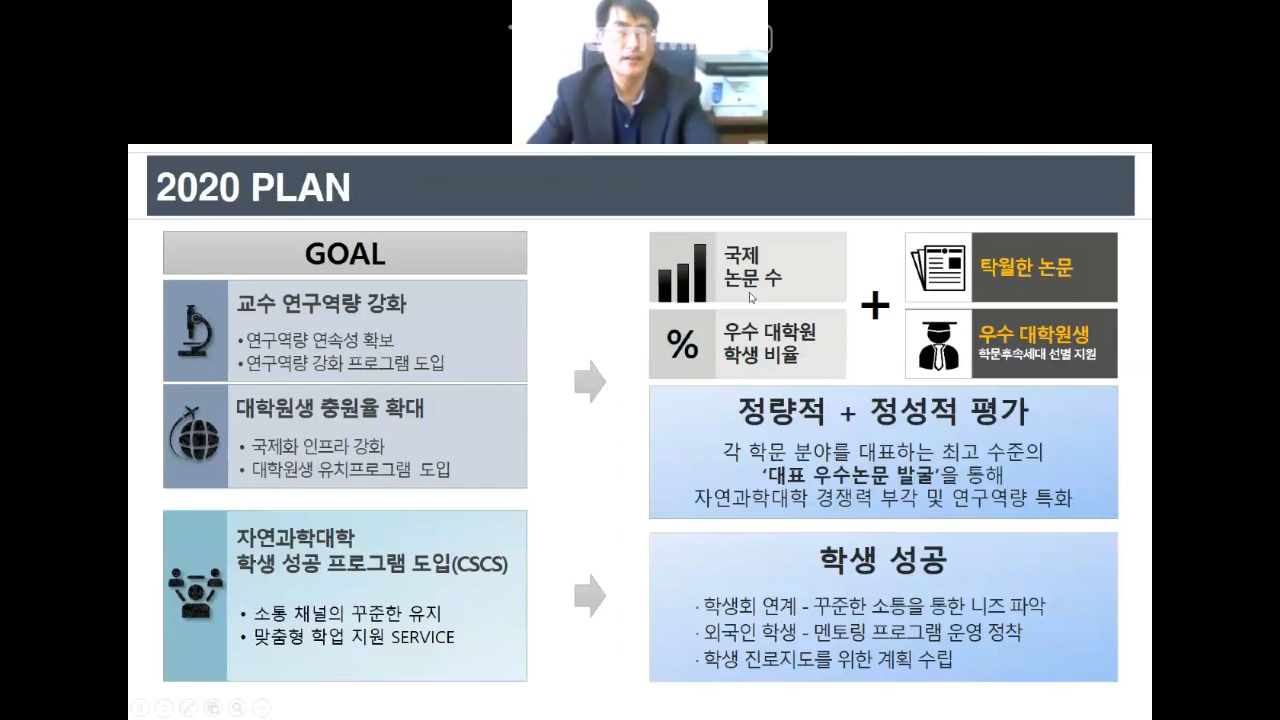 2020 PLAN
GOAL
교수 연구역량 강화
• 연구역량 연속성 확보
• 연구역량 강화 프로그램 도입
대학원생 충원율 확대
• 국제화 인프라 강화
• 대학원생 유치프로그램 도입
자연과학대학
학생 성공 프로그램 도입(CSCS)
• 소통 채널의 꾸준한 유지
• 맞춤형 학업 지원 SERVICE
국제
논문 수
%
우수 대학원
학생 비율
+
탁월한 논문
우수 대학원생
학문후속세대 선별 지원
정량적 + 정성적 평가
각 학문 분야를 대표하는 최고 수준의
‘대표 우수논문 발굴’을 통해
자연과학대학 경쟁력 부각 및 연구역량 특화
학생 성공
· 학생회 연계 - 꾸준한 소통을 통한 니즈 파악
· 외국인 학생 - 멘토링 프로그램 운영 정착
· 학생 진로지도를 위한 계획 수립